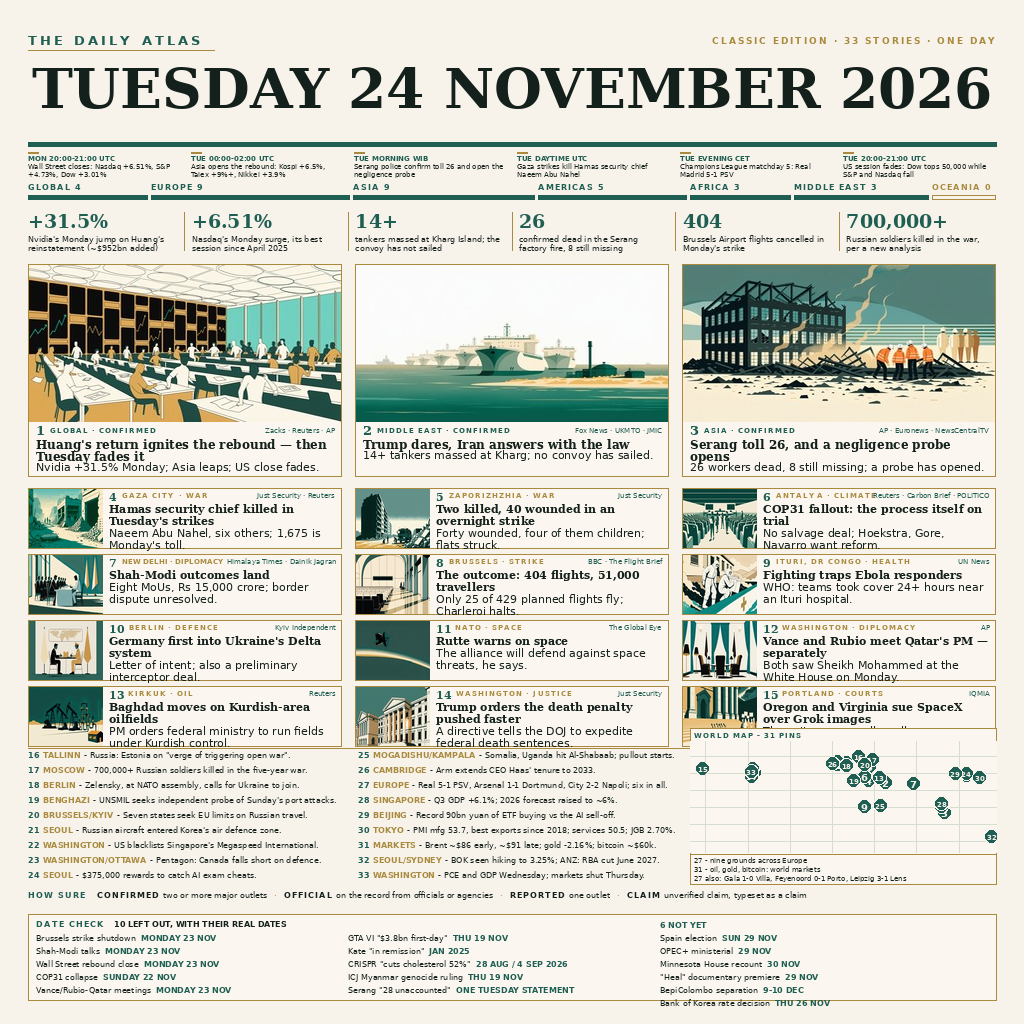 THE DAILY ATLAS
CLASSIC EDITION · 33 STORIES · ONE DAY
TUESDAY 24 NOVEMBER 2026
MON 20:00-21:00 UTC
Wall Street closes: Nasdaq +6.51%, S&P
+4.73%, Dow +3.01%
TUE 00:00-02:00 UTC
Asia opens the rebound: Kospi +6.5%,
Taiex +9%+, Nikkei +3.9%
TUE MORNING WIB
Serang police confirm toll 26 and open the
negligence probe
TUE DAYTIME UTC
Gaza strikes kill Hamas security chief
Naeem Abu Nahel
TUE EVENING CET
Champions League matchday 5: Real
Madrid 5-1 PSV
TUE 20:00-21:00 UTC
US session fades: Dow tops 50,000 while
S&P and Nasdaq fall
GLOBAL 4
EUROPE 9
ASIA 9
AMERICAS 5
AFRICA 3
MIDDLE EAST 3
OCEANIA 0
+31.5%
Nvidia's Monday jump on Huang's
reinstatement (~$952bn added)
+6.51%
Nasdaq's Monday surge, its best
session since April 2025
14+
tankers massed at Kharg Island; the
convoy has not sailed
26
confirmed dead in the Serang
factory fire, 8 still missing
404
Brussels Airport flights cancelled in
Monday's strike
700,000+
Russian soldiers killed in the war,
per a new analysis
1 GLOBAL · CONFIRMED
Zacks · Reuters · AP
Huang's return ignites the rebound — then
Tuesday fades it
Nvidia +31.5% Monday; Asia leaps; US close fades.
2 MIDDLE EAST · CONFIRMED
Fox News · UKMTO · JMIC
Trump dares, Iran answers with the law
14+ tankers massed at Kharg; no convoy has sailed.
3 ASIA · CONFIRMED
AP · Euronews · NewsCentralTV
Serang toll 26, and a negligence probe
opens
26 workers dead, 8 still missing; a probe has opened.
4 GAZA CITY · WAR
Just Security · Reuters
Hamas security chief killed in
Tuesday's strikes
Naeem Abu Nahel, six others; 1,675 is
Monday's toll.
5 ZAPORIZHZHIA · WAR
Just Security
Two killed, 40 wounded in an
overnight strike
Forty wounded, four of them children;
flats struck.
6 ANTALYA · CLIMATE
Reuters · Carbon Brief · POLITICO
COP31 fallout: the process itself on
trial
No salvage deal; Hoekstra, Gore,
Navarro want reform.
7 NEW DELHI · DIPLOMACY
Himalaya Times · Dainik Jagran
Shah-Modi outcomes land
Eight MoUs, Rs 15,000 crore; border
dispute unresolved.
8 BRUSSELS · STRIKE
BBC · The Flight Brief
The outcome: 404 flights, 51,000
travellers
Only 25 of 429 planned flights fly;
Charleroi halts.
9 ITURI, DR CONGO · HEALTH
UN News
Fighting traps Ebola responders
WHO: teams took cover 24+ hours near
an Ituri hospital.
10 BERLIN · DEFENCE
Kyiv Independent
Germany first into Ukraine's Delta
system
Letter of intent; also a preliminary
interceptor deal.
11 NATO · SPACE
The Global Eye
Rutte warns on space
The alliance will defend against space
threats, he says.
12 WASHINGTON · DIPLOMACY
AP
Vance and Rubio meet Qatar's PM —
separately
Both saw Sheikh Mohammed at the
White House on Monday.
13 KIRKUK · OIL
Reuters
Baghdad moves on Kurdish-area
oilfields
PM orders federal ministry to run fields
under Kurdish control.
14 WASHINGTON · JUSTICE
Just Security
Trump orders the death penalty
pushed faster
A directive tells the DOJ to expedite
federal death sentences.
15 PORTLAND · COURTS
IQMIA
Oregon and Virginia sue SpaceX
over Grok images
16 TALLINN - Russia: Estonia on "verge of triggering open war".
17 MOSCOW - 700,000+ Russian soldiers killed in the five-year war.
18 BERLIN - Zelensky, at NATO assembly, calls for Ukraine to join.
19 BENGHAZI - UNSMIL seeks independent probe of Sunday's port attacks.
20 BRUSSELS/KYIV - Seven states seek EU limits on Russian travel.
21 SEOUL - Russian aircraft entered Korea's air defence zone.
22 WASHINGTON - US blacklists Singapore's Megaspeed International.
23 WASHINGTON/OTTAWA - Pentagon: Canada falls short on defence.
24 SEOUL - $375,000 rewards to catch AI exam cheats.
25 MOGADISHU/KAMPALA - Somalia, Uganda hit Al-Shabaab; pullout starts.
26 CAMBRIDGE - Arm extends CEO Haas' tenure to 2033.
27 EUROPE - Real 5-1 PSV, Arsenal 1-1 Dortmund, City 2-2 Napoli; six in all.
28 SINGAPORE - Q3 GDP +6.1%; 2026 forecast raised to ~6%.
29 BEIJING - Record 90bn yuan of ETF buying vs the AI sell-off.
30 TOKYO - PMI mfg 53.7, best exports since 2018; services 50.5; JGB 2.70%.
31 MARKETS - Brent ~$86 early, ~$91 late; gold -2.16%; bitcoin ~$60k.
32 SEOUL/SYDNEY - BOK seen hiking to 3.25%; ANZ: RBA cut June 2027.
33 WASHINGTON - PCE and GDP Wednesday; markets shut Thursday.
WORLD MAP - 31 PINS
15
33
26
18
20
17
19
6
13
2
7
9
25
29
24
30
28
32
27 - nine grounds across Europe
31 - oil, gold, bitcoin: world markets
27 also: Gala 1-0 Villa, Feyenoord 0-1 Porto, Leipzig 3-1 Lens
HOW SURE CONFIRMED two or more major outlets · OFFICIAL on the record from officials or agencies · REPORTED one outlet · CLAIM unverified claim, typeset as a claim
DATE CHECK 10 LEFT OUT, WITH THEIR REAL DATES
Brussels strike shutdown MONDAY 23 NOV
Shah-Modi talks MONDAY 23 NOV
Wall Street rebound close MONDAY 23 NOV
COP31 collapse SUNDAY 22 NOV
Vance/Rubio-Qatar meetings MONDAY 23 NOV
GTA VI "$3.8bn first-day" THU 19 NOV
Kate "in remission" JAN 2025
CRISPR "cuts cholesterol 52%" 28 AUG / 4 SEP 2026
ICJ Myanmar genocide ruling THU 19 NOV
Serang "28 unaccounted" ONE TUESDAY STATEMENT
6 NOT YET
Spain election SUN 29 NOV
OPEC+ ministerial 29 NOV
Minnesota House recount 30 NOV
"Heal" documentary premiere 29 NOV
BepiColombo separation 9-10 DEC
Bank of Korea rate decision THU 26 NOV